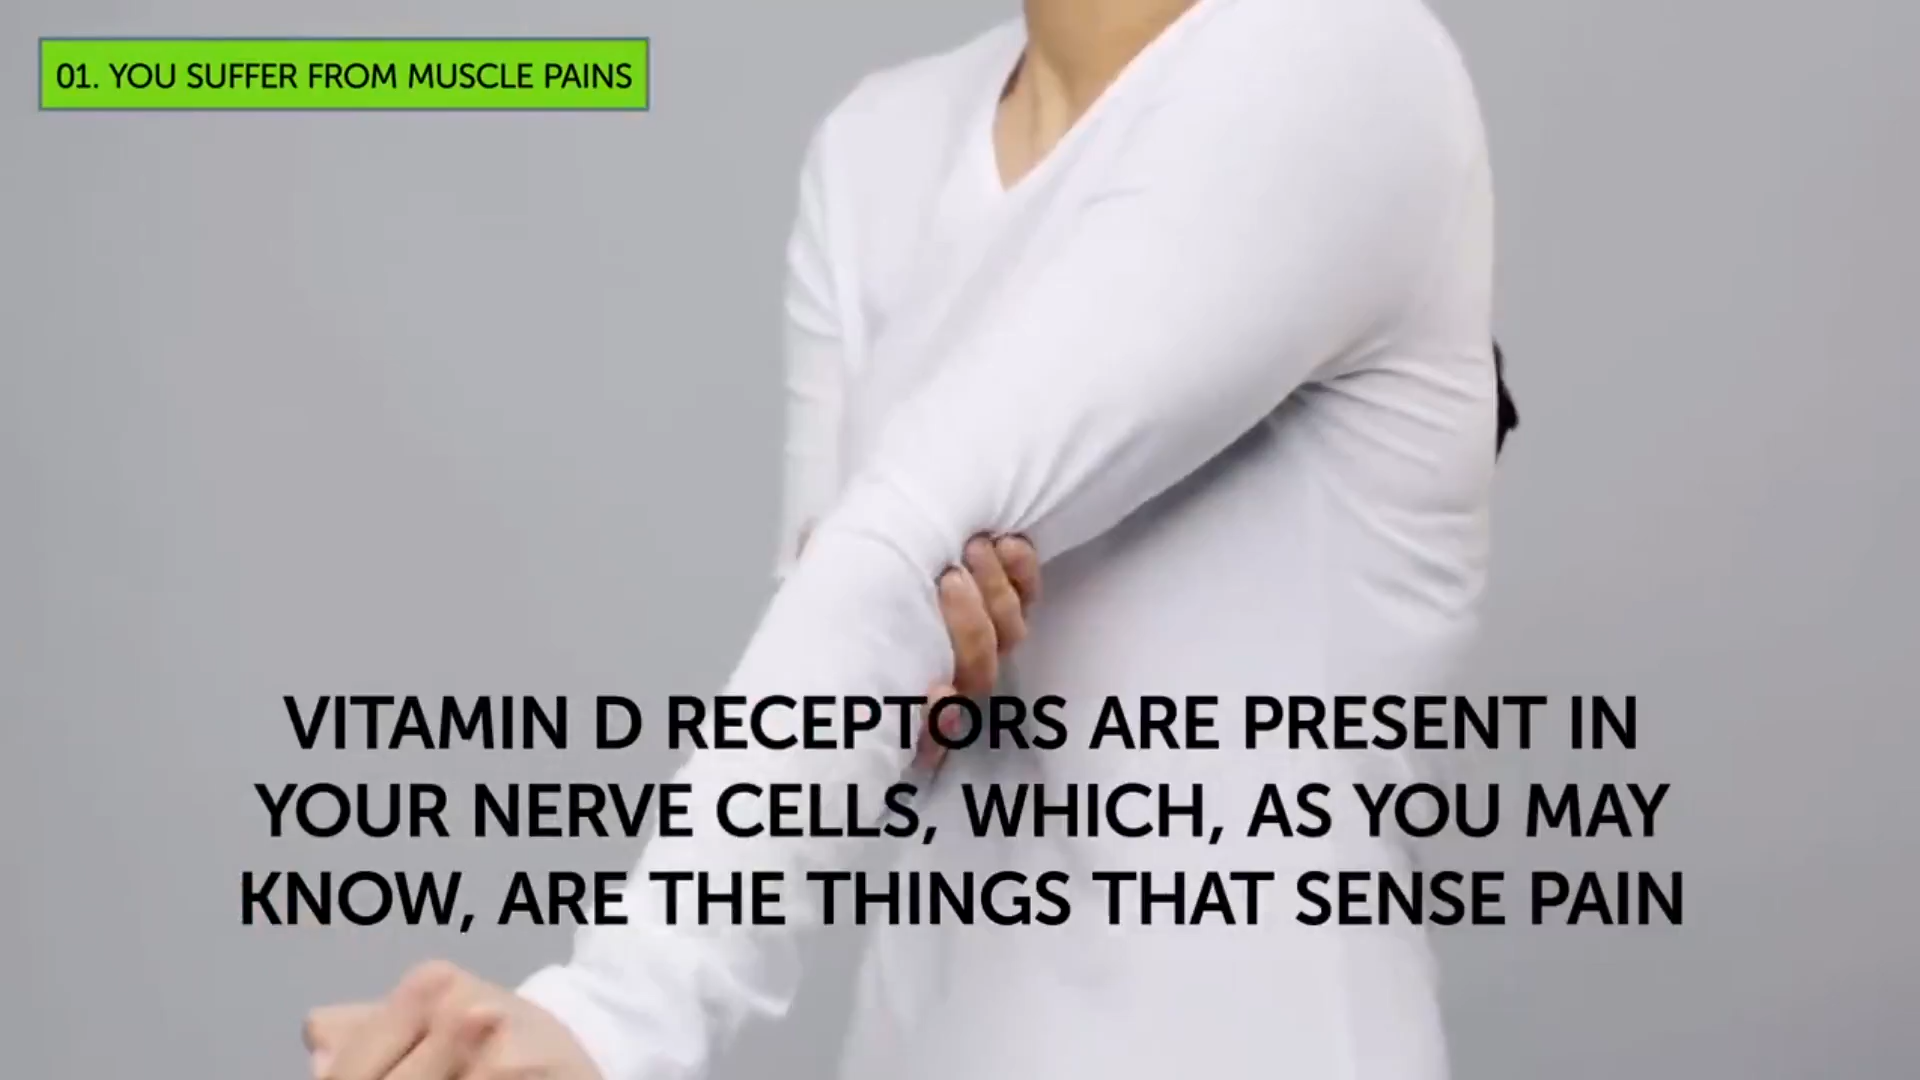 01. YOU SUFFER FROM MUSCLE PAINS
VITAMIN D RECEPTORS ARE PRESENT IN
YOUR NERVE CELLS, WHICH, AS YOU MAY
KNOW, ARE THE THINGS THAT SENSE PAIN